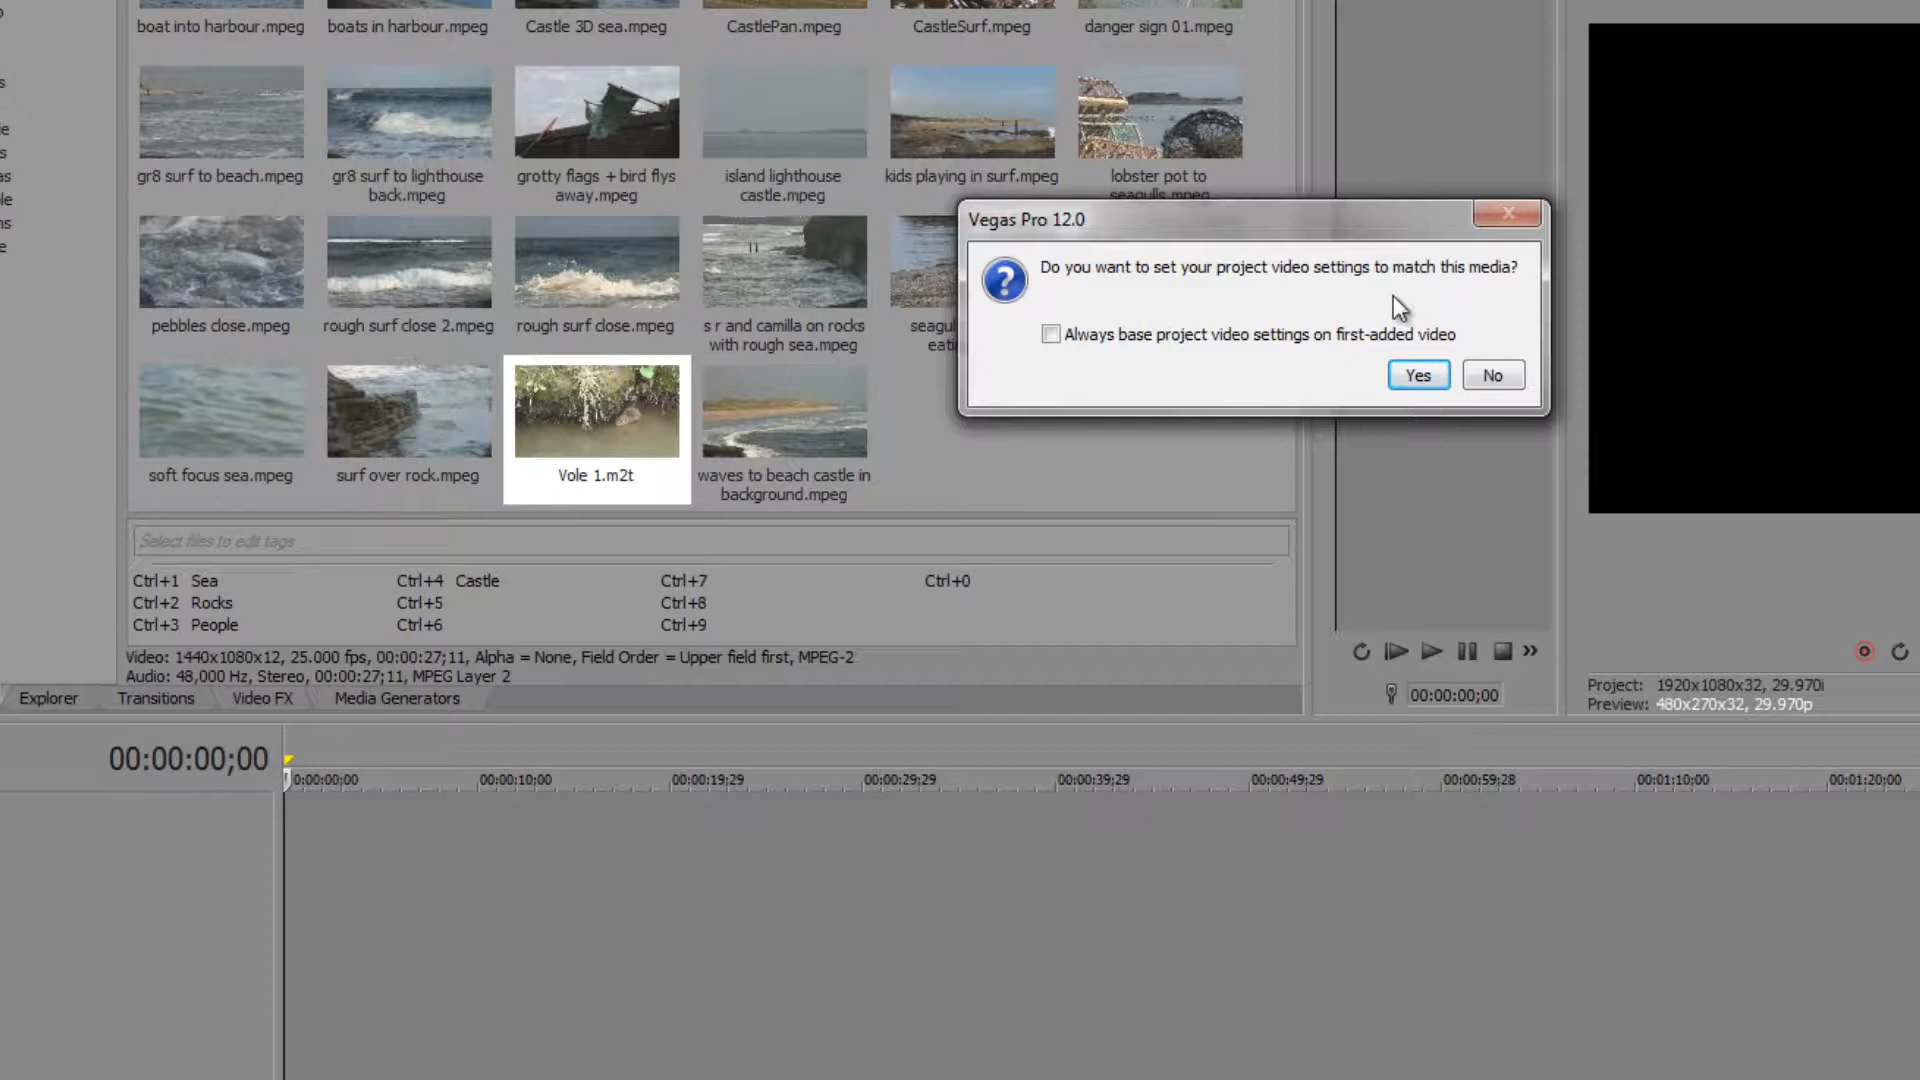 boat into harbour.mpeg boats in harbour.mpeg Castle 3D sea.mpeg CastlePan.mpeg CastleSurf.mpeg danger sign 01.mpeg
gr8 surf to beach.mpeg gr8 surf to lighthouse grotty flags + bird flys island lighthouse kids playing in surf.mpeg lobster pot to
back.mpeg away.mpeg castle.mpeg seagulls.mpeg
Vegas Pro 12.0
Do you want to set your project video settings to match this media?
Always base project video settings on first-added video
Yes No
pebbles close.mpeg rough surf close 2.mpeg rough surf close.mpeg s r and camilla on rocks
with rough sea.mpeg
soft focus sea.mpeg surf over rock.mpeg Vole 1.m2t waves to beach castle in
background.mpeg
Select files to edit tags
Ctrl+1 Sea Ctrl+4 Castle Ctrl+7 Ctrl+0
Ctrl+2 Rocks Ctrl+5 Ctrl+8
Ctrl+3 People Ctrl+6 Ctrl+9
Video: 1440x1080x12, 25.000 fps, 00:00:27;11, Alpha = None, Field Order = Upper field first, MPEG-2
Audio: 48,000 Hz, Stereo, 00:00:27;11, MPEG Layer 2
Explorer Transitions Video FX Media Generators
00:00:00;00
Project: 1920x1080x32, 29.970i
Preview: 480x270x32, 29.970p
00:00:00;00
0:00:00;00 00:00:10;00 00:00:19;29 00:00:29;29 00:00:39;29 00:00:49;29 00:00:59;28 00:01:10;00 00:01:20;00